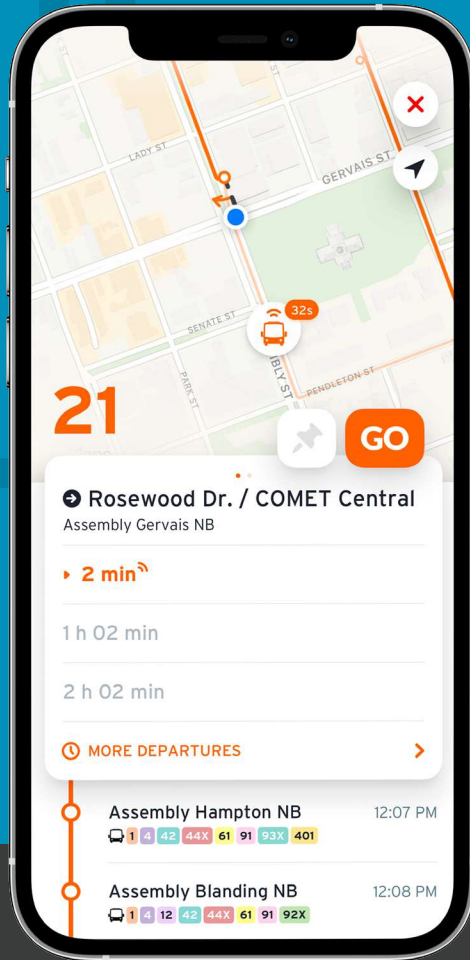 LADY ST
GERVAIS ST
32s
SENATE ST
PARK ST
BLY ST
PENDLETON ST
21
GO
Rosewood Dr. / COMET Central
Assembly Gervais NB
2 min
1 h 02 min
2 h 02 min
MORE DEPARTURES
Assembly Hampton NB 12:07 PM
1 4 42 44X 61 91 93X 401
Assembly Blanding NB 12:08 PM
1 4 12 42 44X 61 91 92X